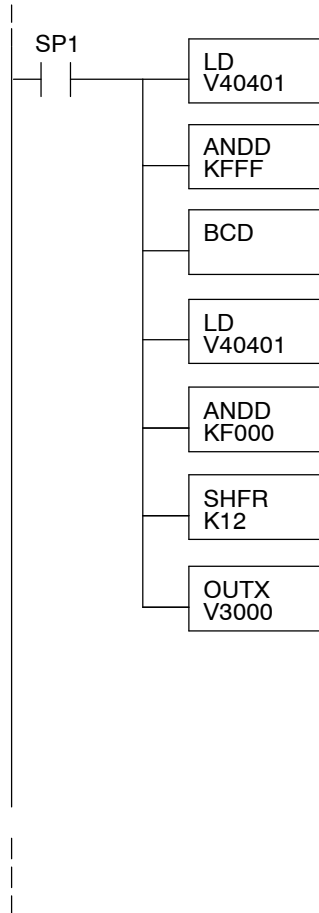 SP1
LD
V40401
ANDD
KFFF
BCD
LD
V40401
ANDD
KF000
SHFR
K12
OUTX
V3000